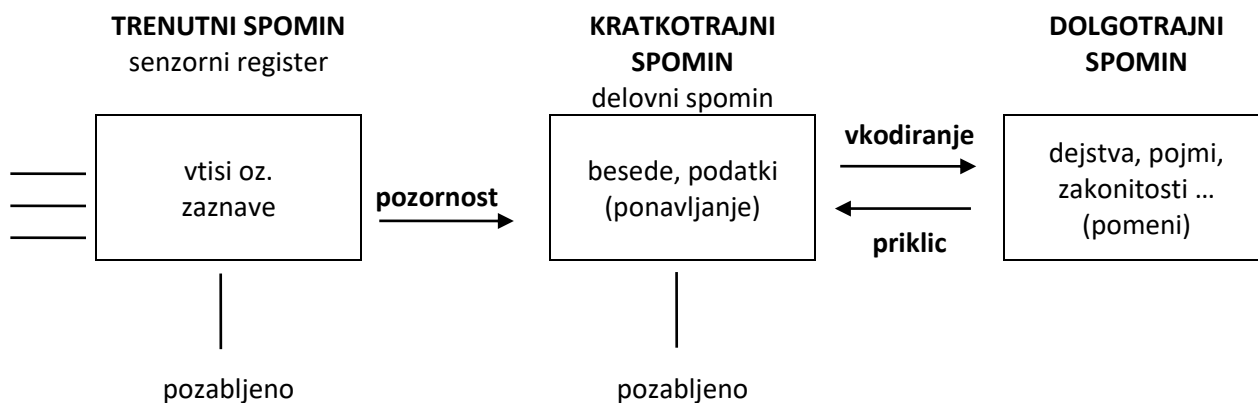 TRENUTNI SPOMIN
senzorni register
KRATKOTRAJNI
SPOMIN
delovni spomin
DOLGOTRAJNI
SPOMIN
vtisi oz.
zaznave
pozornost
besede, podatki
(ponavljanje)
vkodiranje
priklic
dejstva, pojmi,
zakonitosti …
(pomeni)
pozabljeno
pozabljeno